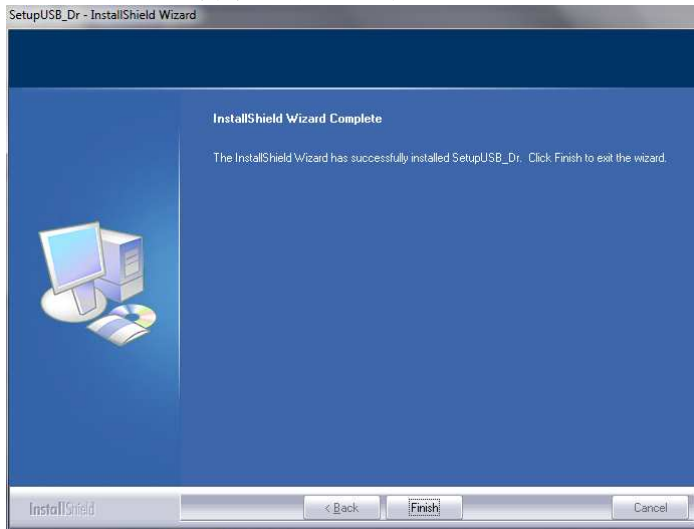 SetupUSB_Dr - InstallShield Wizard
InstallShield Wizard Complete
The InstallShield Wizard has successfully installed SetupUSB_Dr. Click Finish to exit the wizard.
InstallShield
< Back
Finish
Cancel